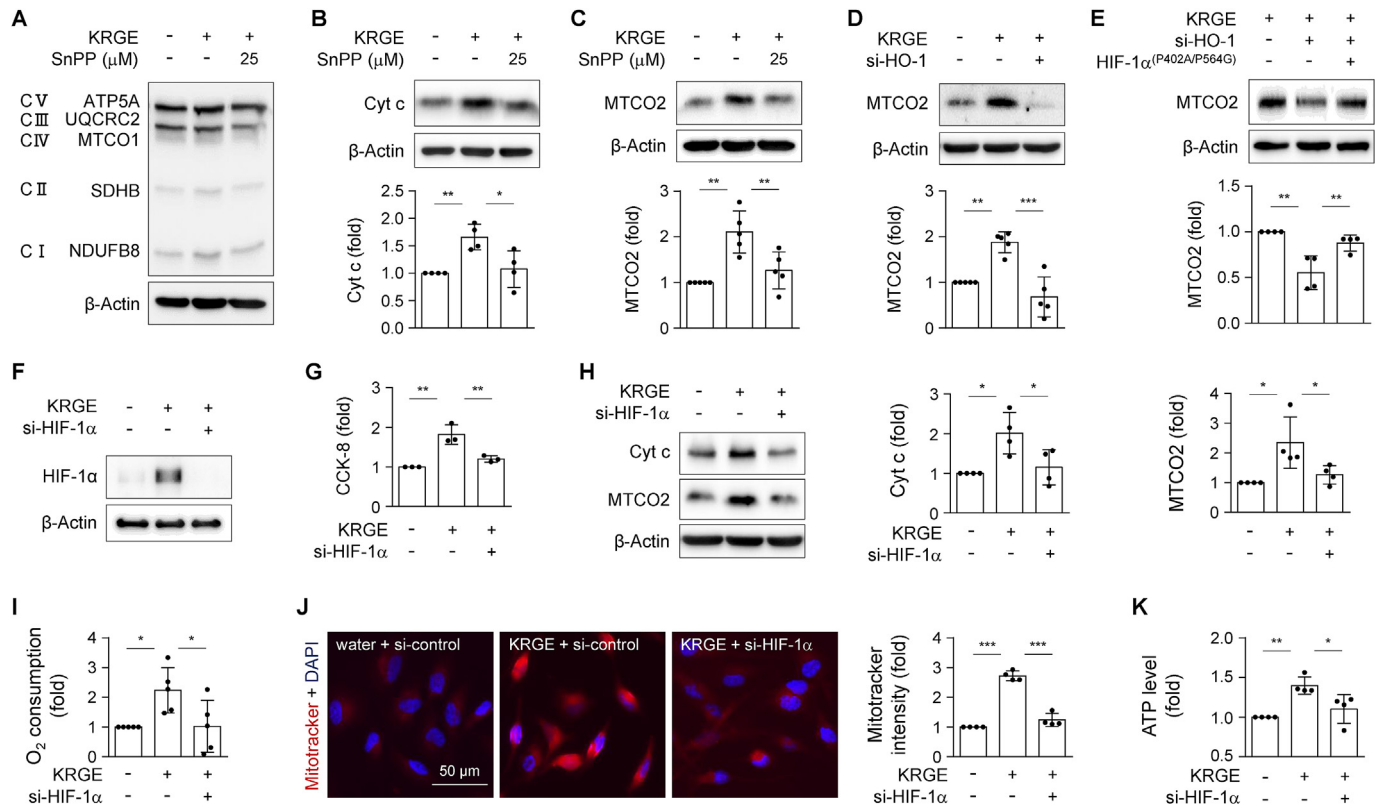 A
KRGE - + +
SnPP (μM) - - 25
C Ⅴ ATP5A
C Ⅲ UQCRC2
C Ⅳ MTCO1
C Ⅱ SDHB
C Ⅰ NDUFB8
β-Actin
B
KRGE - + +
SnPP (μM) - - 25
Cyt c
β-Actin
Cyt c (fold)
2.5
2.0
1.5
1.0
0.5
0.0
** *
C
KRGE - + +
SnPP (μM) - - 25
MTCO2
β-Actin
MTCO2 (fold)
3
2
1
0
** **
D
KRGE - + +
si-HO-1 - - +
MTCO2
β-Actin
MTCO2 (fold)
3
2
1
0
** ***
E
KRGE + + +
si-HO-1 - + +
HIF-1α(P402A/P564G) - - +
MTCO2
β-Actin
MTCO2 (fold)
1.5
1.0
0.5
0.0
** **
F
KRGE - + +
si-HIF-1α - - +
HIF-1α
β-Actin
G
CCK-8 (fold)
3
2
1
0
** **
KRGE - + +
si-HIF-1α - - +
H
KRGE - + +
si-HIF-1α - - +
Cyt c
MTCO2
β-Actin
Cyt c (fold)
3
2
1
0
* *
KRGE - + +
si-HIF-1α - - +
MTCO2 (fold)
4
3
2
1
0
* *
KRGE - + +
si-HIF-1α - - +
I
O2 consumption
(fold)
4
3
2
1
0
* *
KRGE - + +
si-HIF-1α - - +
J
Mitotracker + DAPI
water + si-control
KRGE + si-control
KRGE + si-HIF-1α
50 μm
Mitotracker
intensity (fold)
4
3
2
1
0
*** ***
KRGE - + +
si-HIF-1α - - +
K
ATP level
(fold)
2.0
1.5
1.0
0.5
** *
KRGE - + +
si-HIF-1α - - +